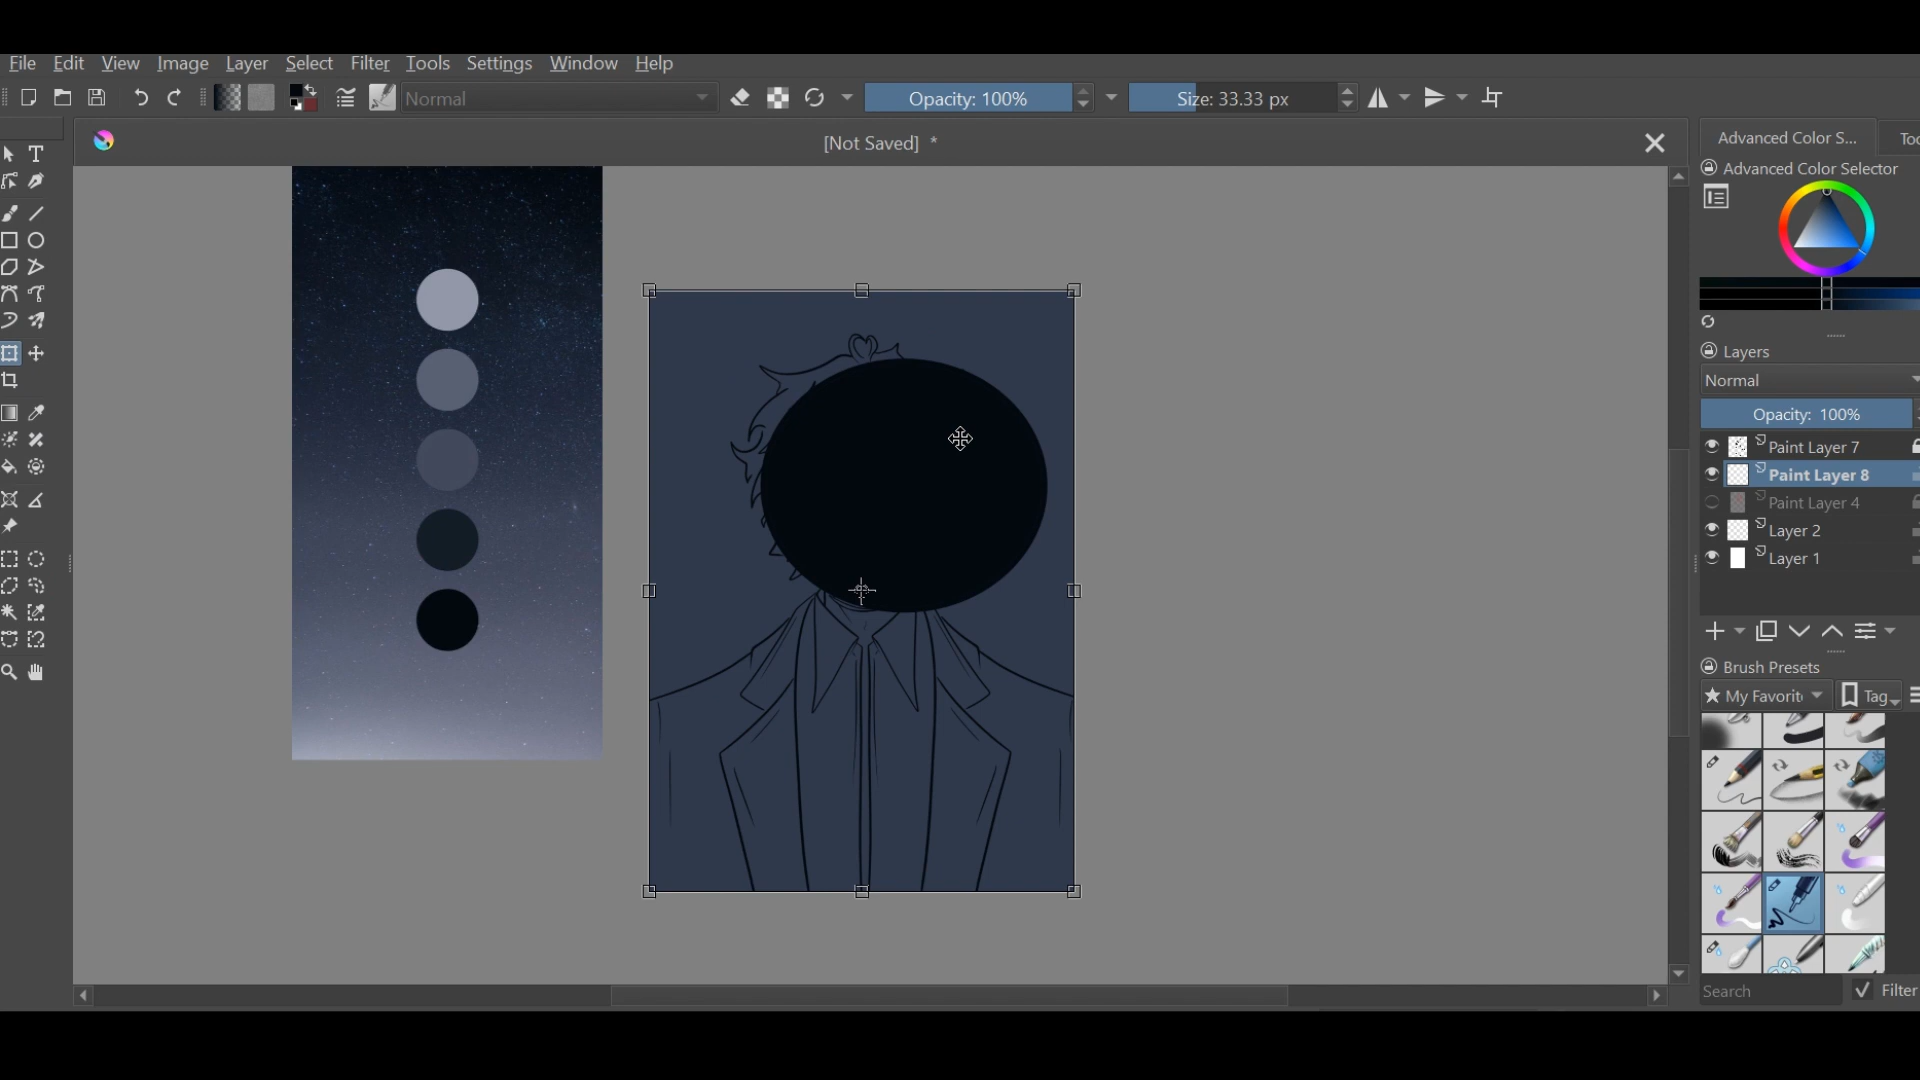 File Edit View Image Layer Select Filter Tools Settings Window Help
Normal Opacity: 100% Size: 33.33 px
[Not Saved] *
Advanced Color S... Too
Advanced Color Selector
Layers
Normal
Opacity: 100%
Paint Layer 7
Paint Layer 8
Paint Layer 4
Layer 2
Layer 1
Brush Presets
My Favorit Tag
Search Filter